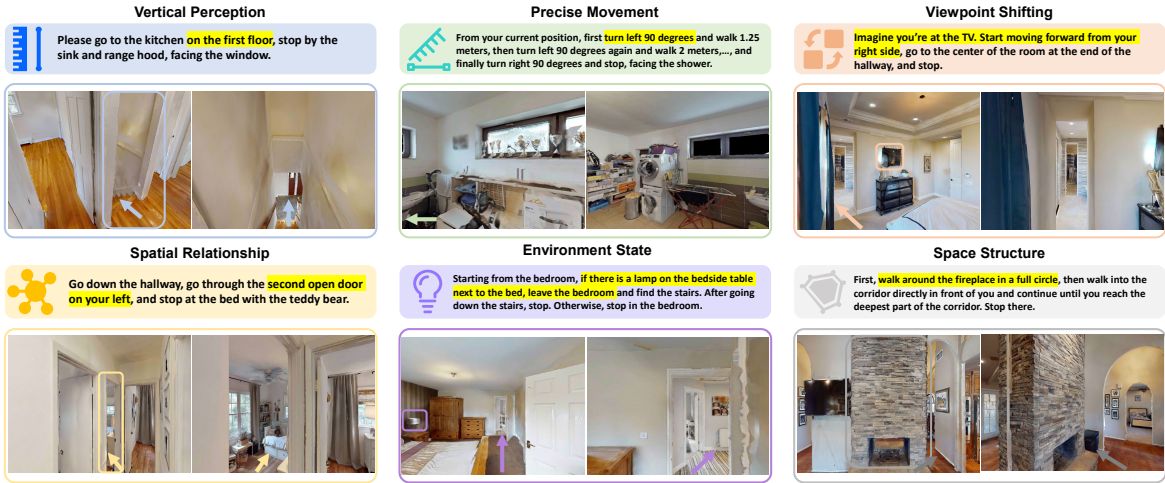 Vertical Perception
Please go to the kitchen on the first floor, stop by the
sink and range hood, facing the window.
Precise Movement
From your current position, first turn left 90 degrees and walk 1.25
meters, then turn left 90 degrees again and walk 2 meters,…, and
finally turn right 90 degrees and stop, facing the shower.
Viewpoint Shifting
Imagine you're at the TV. Start moving forward from your
right side, go to the center of the room at the end of the
hallway, and stop.
Spatial Relationship
Go down the hallway, go through the second open door
on your left, and stop at the bed with the teddy bear.
Environment State
Starting from the bedroom, if there is a lamp on the bedside table
next to the bed, leave the bedroom and find the stairs. After going
down the stairs, stop. Otherwise, stop in the bedroom.
Space Structure
First, walk around the fireplace in a full circle, then walk into the
corridor directly in front of you and continue until you reach the
deepest part of the corridor. Stop there.